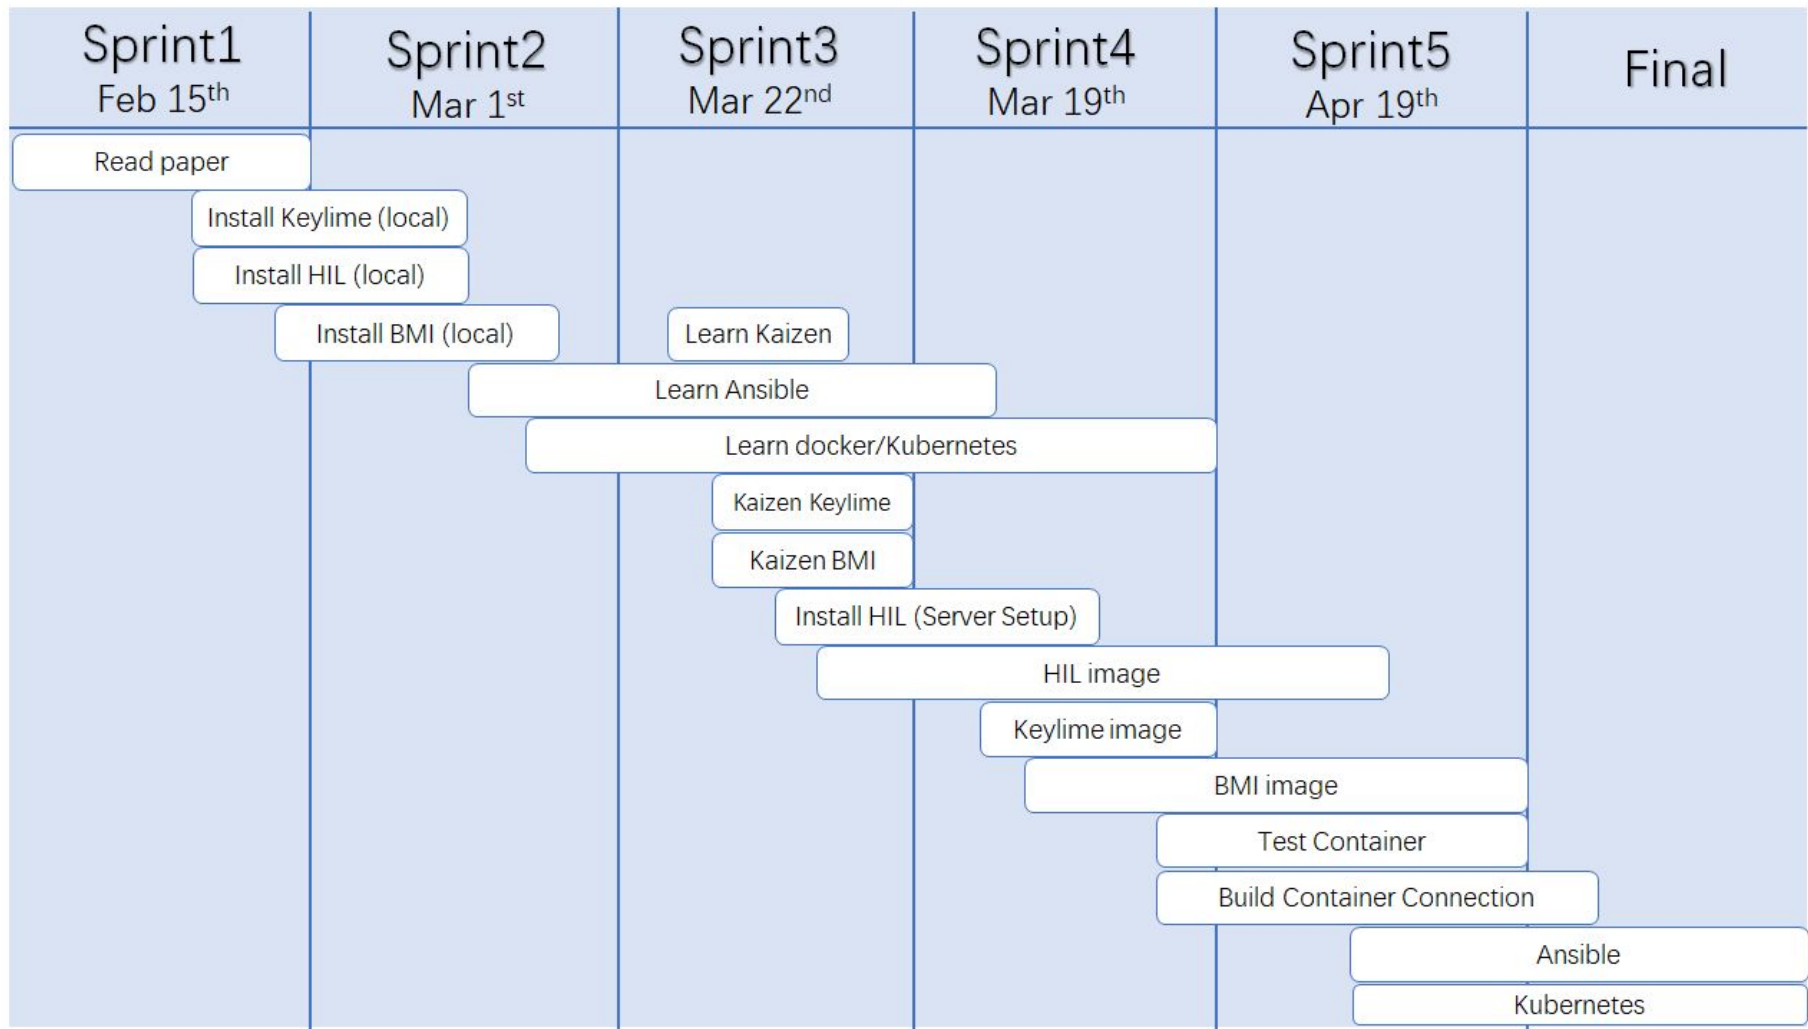 Sprint1
Feb 15th
Sprint2
Mar 1st
Sprint3
Mar 22nd
Sprint4
Mar 19th
Sprint5
Apr 19th
Final
Read paper
Install Keylime (local)
Install HIL (local)
Install BMI (local)
Learn Kaizen
Learn Ansible
Learn docker/Kubernetes
Kaizen Keylime
Kaizen BMI
Install HIL (Server Setup)
HIL image
Keylime image
BMI image
Test Container
Build Container Connection
Ansible
Kubernetes